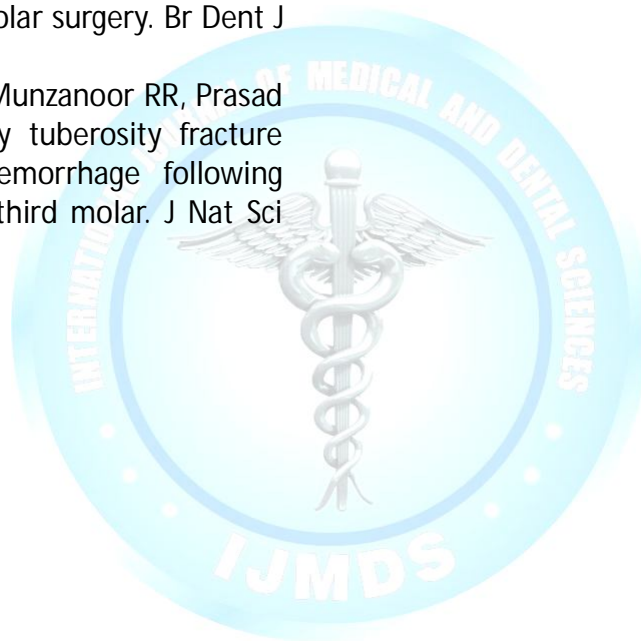 olar surgery. Br Dent J
Munzanoor RR, Prasad
y tuberosity fracture
emorrhage following
third molar. J Nat Sci
INTERNATIONAL JOURNAL OF MEDICAL AND DENTAL SCIENCES
IJMDS